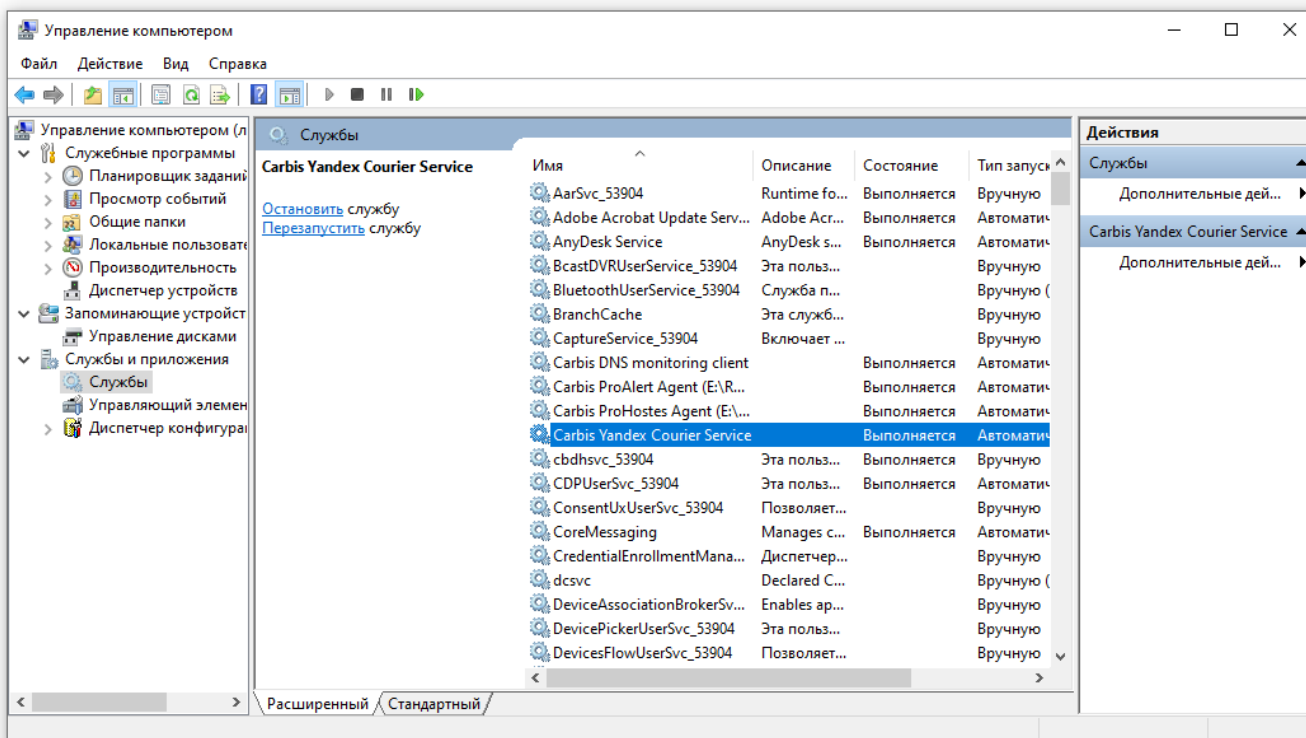 Управление компьютером
Файл Действие Вид Справка
Управление компьютером (л
Служебные программы
Планировщик заданий
Просмотр событий
Общие папки
Локальные пользовате
Производительность
Диспетчер устройств
Запоминающие устройст
Управление дисками
Службы и приложения
Службы
Управляющий элемен
Диспетчер конфигура
Службы
Carbis Yandex Courier Service
Остановить службу
Перезапустить службу
Имя Описание Состояние Тип запуск
AarSvc_53904 Runtime fo... Выполняется Вручную
Adobe Acrobat Update Serv... Adobe Acr... Выполняется Автоматич
AnyDesk Service AnyDesk s... Выполняется Автоматич
BcastDVRUserService_53904 Эта польз... Вручную
BluetoothUserService_53904 Служба п... Вручную (
BranchCache Эта служб... Вручную
CaptureService_53904 Включает ... Вручную
Carbis DNS monitoring client Выполняется Автоматич
Carbis ProAlert Agent (E:\R... Выполняется Автоматич
Carbis ProHostes Agent (E:\... Выполняется Автоматич
Carbis Yandex Courier Service Выполняется Автоматич
cbdhsvc_53904 Эта польз... Выполняется Вручную
CDPUserSvc_53904 Эта польз... Выполняется Автоматич
ConsentUxUserSvc_53904 Позволяет... Вручную
CoreMessaging Manages c... Выполняется Автоматич
CredentialEnrollmentMana... Диспетчер... Вручную
dcsvc Declared C... Вручную (
DeviceAssociationBrokerSv... Enables ap... Вручную
DevicePickerUserSvc_53904 Эта польз... Вручную
DevicesFlowUserSvc_53904 Позволяет... Вручную
Расширенный Стандартный
Действия
Службы
Дополнительные дей...
Carbis Yandex Courier Service
Дополнительные дей...